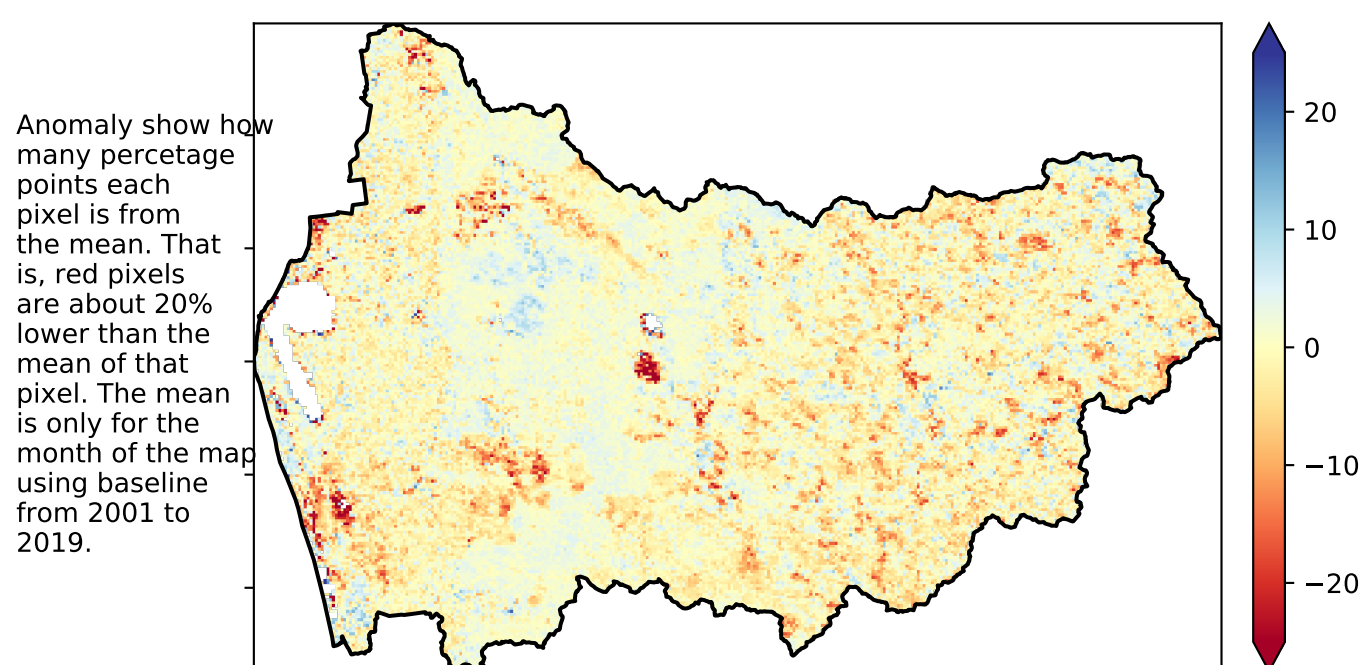 Anomaly show how
many percetage
points each
pixel is from
the mean. That
is, red pixels
are about 20%
lower than the
mean of that
pixel. The mean
is only for the
month of the map
using baseline
from 2001 to
2019.
20
10
0
−10
−20